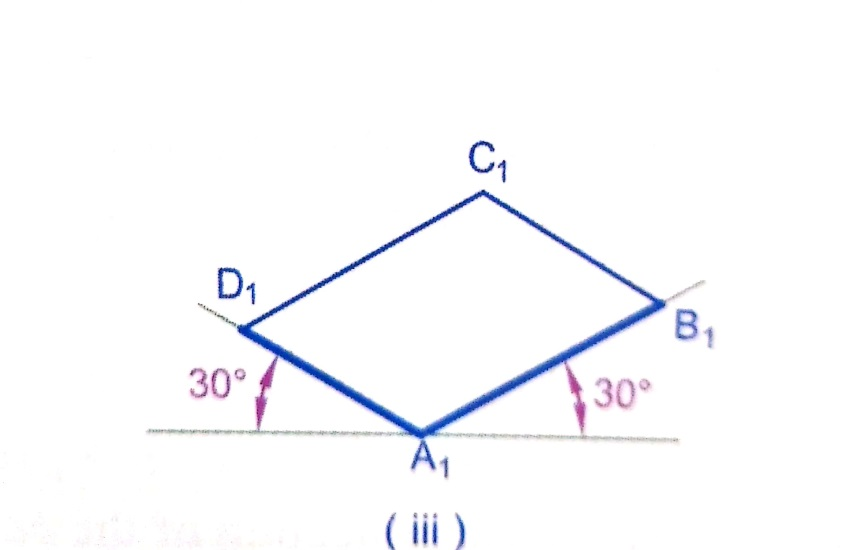 C₁
D₁
B₁
30°
30°
A₁
( iii )